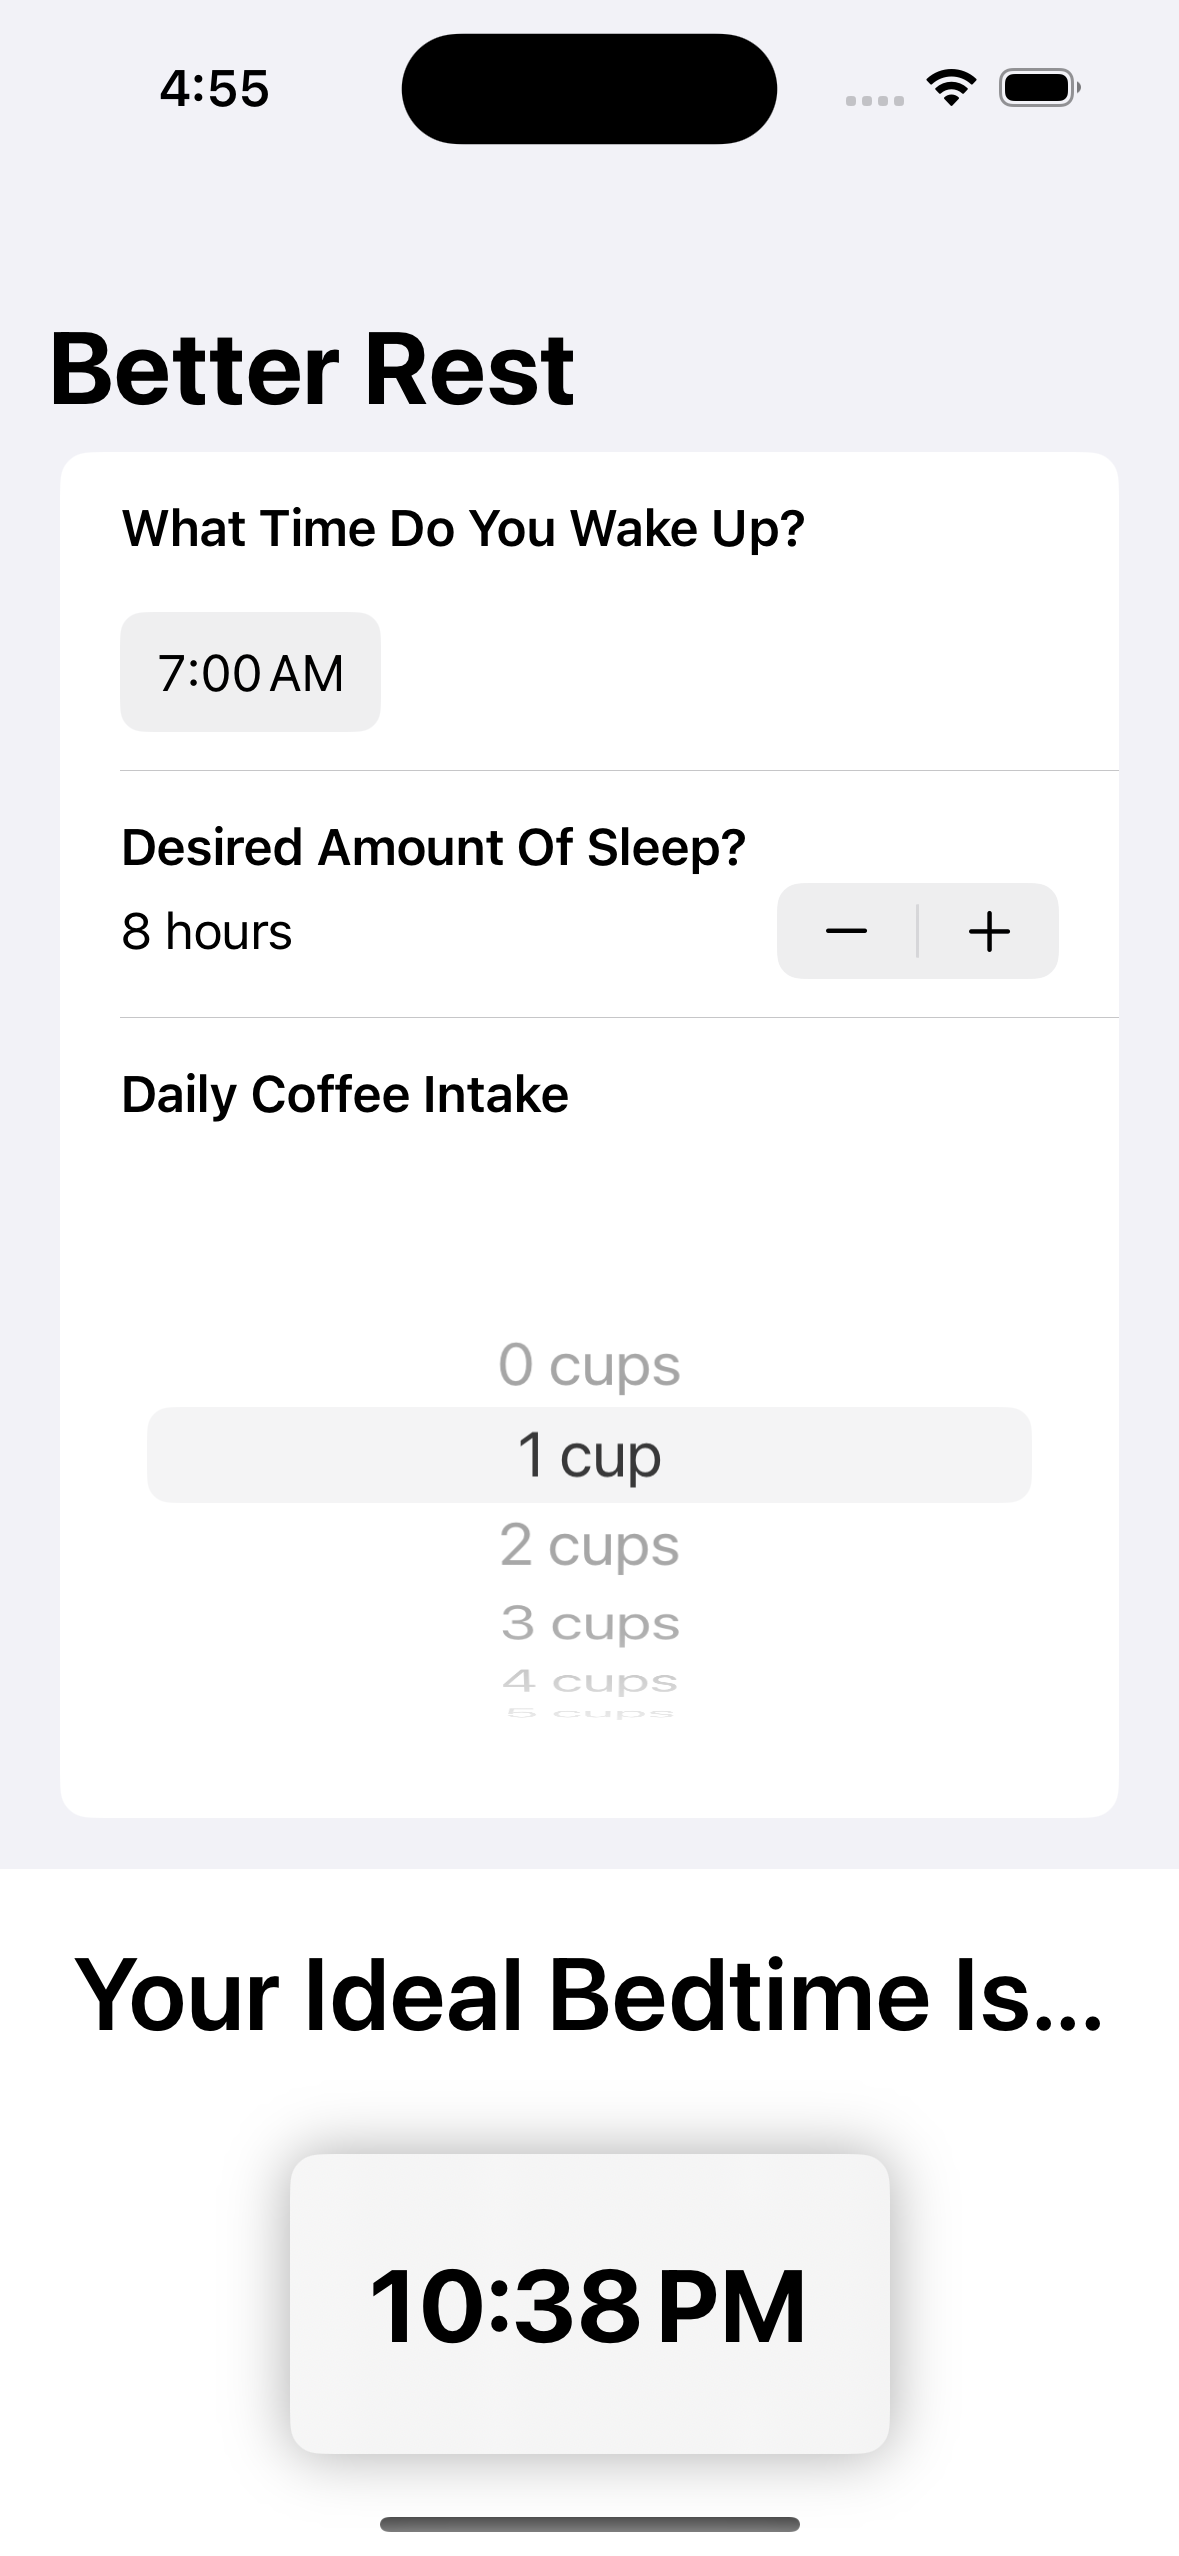 4:55
Better Rest
What Time Do You Wake Up?
7:00 AM
Desired Amount Of Sleep?
8 hours
Daily Coffee Intake
0 cups
1 cup
2 cups
3 cups
4 cups
5 cups
Your Ideal Bedtime Is...
10:38 PM